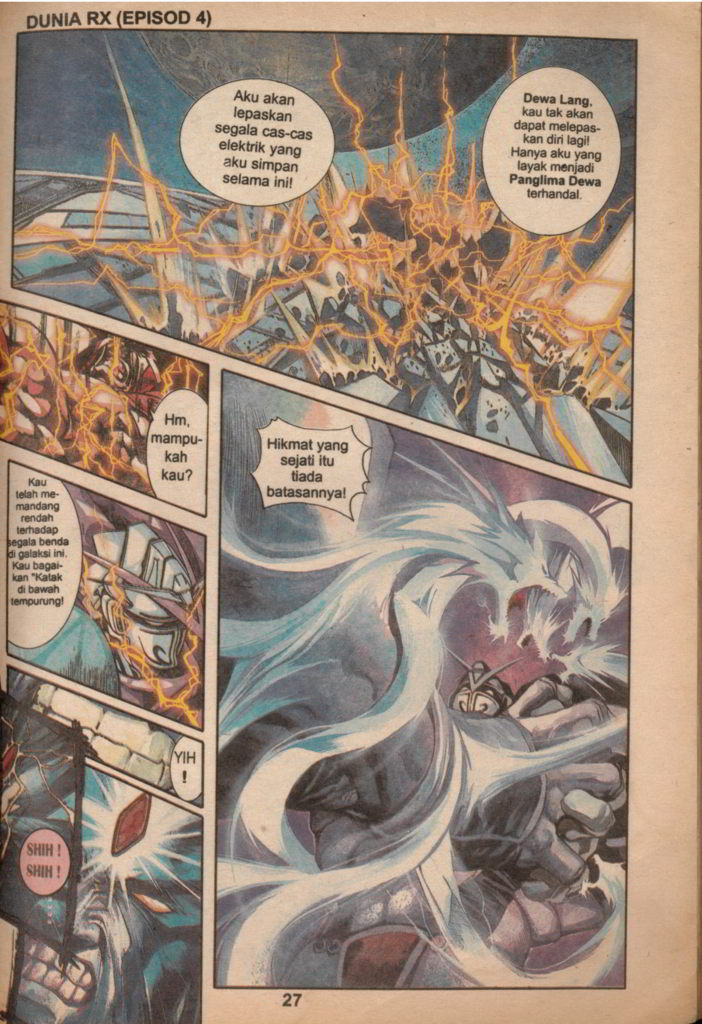 DUNIA RX (EPISOD 4)
Aku akan
lepaskan
segala cas-cas
elektrik yang
aku simpan
selama ini!
Dewa Lang,
kau tak akan
dapat melepas-
kan diri lagi!
Hanya aku yang
layak menjadi
Panglima Dewa
terhandal.
Hm,
mampu-
kah
kau?
Hikmat yang
sejati itu
tiada
batasannya!
Kau
telah me-
mandang
rendah
terhadap
segala benda
di galaksi ini.
Kau bagai-
kan "Katak
di bawah
tempurung!
YIH
!
SHIH !
SHIH !
27